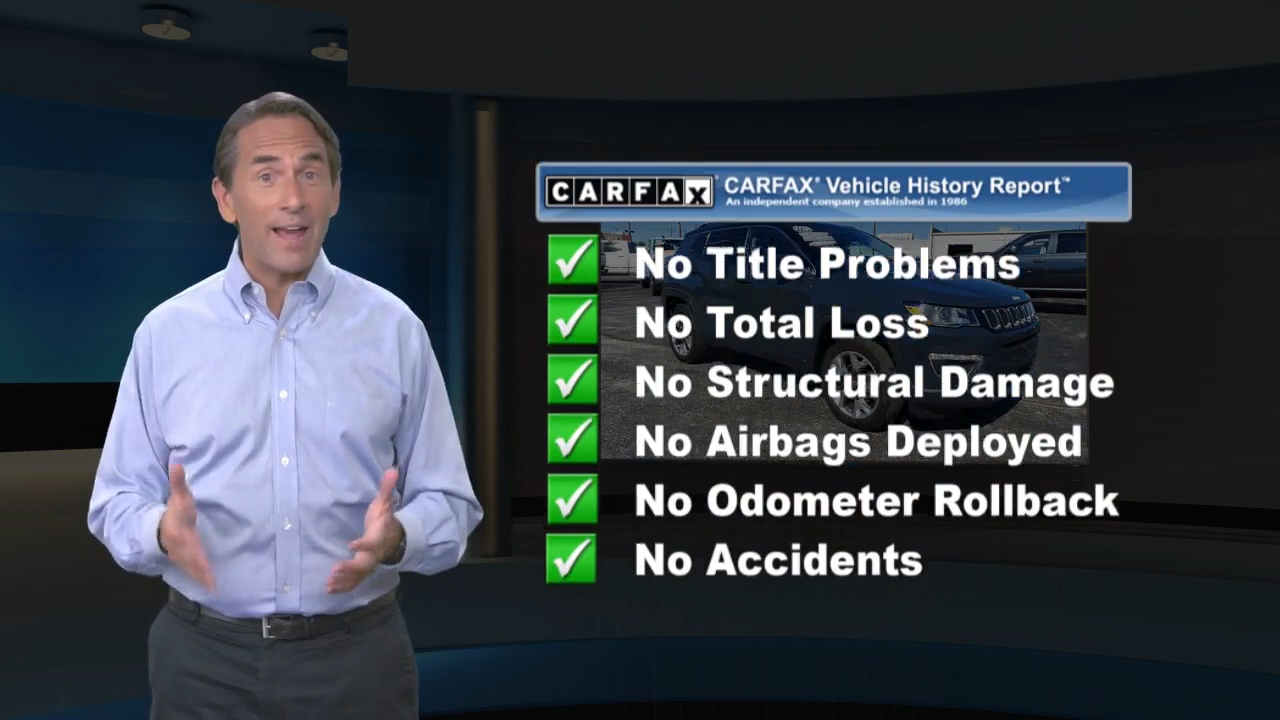 CARFAX CARFAX® Vehicle History Report™
An independent company established in 1986
No Title Problems
No Total Loss
No Structural Damage
No Airbags Deployed
No Odometer Rollback
No Accidents